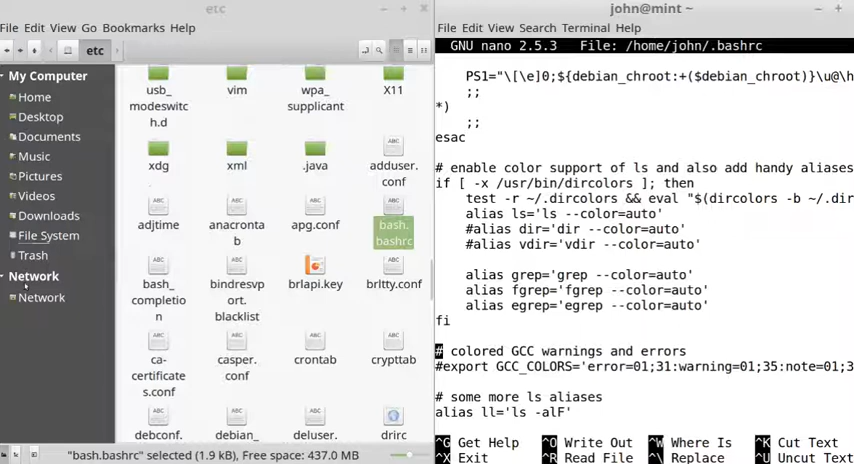 etc
File Edit View Go Bookmarks Help
etc
My Computer
Home
Desktop
Documents
Music
Pictures
Videos
Downloads
File System
Trash
Network
Network
usb_
modeswitc
h.d
vim
wpa_
supplicant
X11
xdg
xml
.java
adduser.
conf
adjtime
anacronta
b
apg.conf
bash.
bashrc
bash_
completio
n
bindresvp
ort.
blacklist
brlapi.key
brltty.conf
ca-
certificate
s.conf
casper.
conf
crontab
crypttab
debconf.
debian_
deluser.
drirc
"bash.bashrc" selected (1.9 kB), Free space: 437.0 MB
john@mint ~
File Edit View Search Terminal Help
GNU nano 2.5.3 File: /home/john/.bashrc
PS1="\[\e]0;${debian_chroot:+($debian_chroot)}\u@\h
;;
*)
;;
esac
# enable color support of ls and also add handy aliases
if [ -x /usr/bin/dircolors ]; then
test -r ~/.dircolors && eval "$(dircolors -b ~/.dir
alias ls='ls --color=auto'
#alias dir='dir --color=auto'
#alias vdir='vdir --color=auto'
alias grep='grep --color=auto'
alias fgrep='fgrep --color=auto'
alias egrep='egrep --color=auto'
fi
# colored GCC warnings and errors
#export GCC_COLORS='error=01;31:warning=01;35:note=01;3
# some more ls aliases
alias ll='ls -alF'
^G Get Help ^O Write Out ^W Where Is ^K Cut Text
^X Exit ^R Read File ^\ Replace ^U Uncut Text